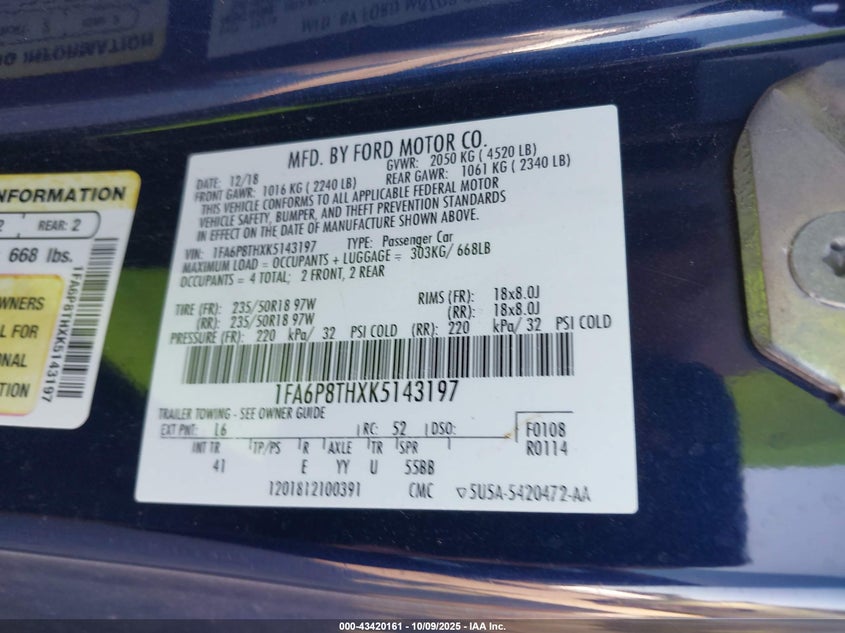 MFD. BY FORD MOTOR CO.
DATE: 12/18 GVWR: 2050 KG ( 4520 LB)
FRONT GAWR: 1016 KG ( 2240 LB) REAR GAWR: 1061 KG ( 2340 LB)
THIS VEHICLE CONFORMS TO ALL APPLICABLE FEDERAL MOTOR
VEHICLE SAFETY, BUMPER, AND THEFT PREVENTION STANDARDS
IN EFFECT ON THE DATE OF MANUFACTURE SHOWN ABOVE.
VIN: 1FA6P8THXK5143197 TYPE: Passenger Car
MAXIMUM LOAD = OCCUPANTS + LUGGAGE = 303KG/ 668LB
OCCUPANTS = 4 TOTAL; 2 FRONT, 2 REAR
TIRE (FR): 235/50R18 97W RIMS (FR): 18x8.0J
(RR): 235/50R18 97W (RR): 18x8.0J
PRESSURE (FR): 220 kPa/ 32 PSI COLD (RR): 220 kPa/ 32 PSI COLD
1FA6P8THXK5143197
TRAILER TOWING - SEE OWNER GUIDE
EXT PNT: L6 RC: 52 DSO: F0108
INT TR TP/PS R AXLE TR SPR R0114
41 E YY U 55BB
1201812100391 CMC 5U5A-5420472-AA
INFORMATION
2 REAR: 2
668 lbs.
OWNERS
L FOR
ONAL
ON
1FA6P8THXK5143197
000-43420161 - 10/09/2025 - IAA Inc.